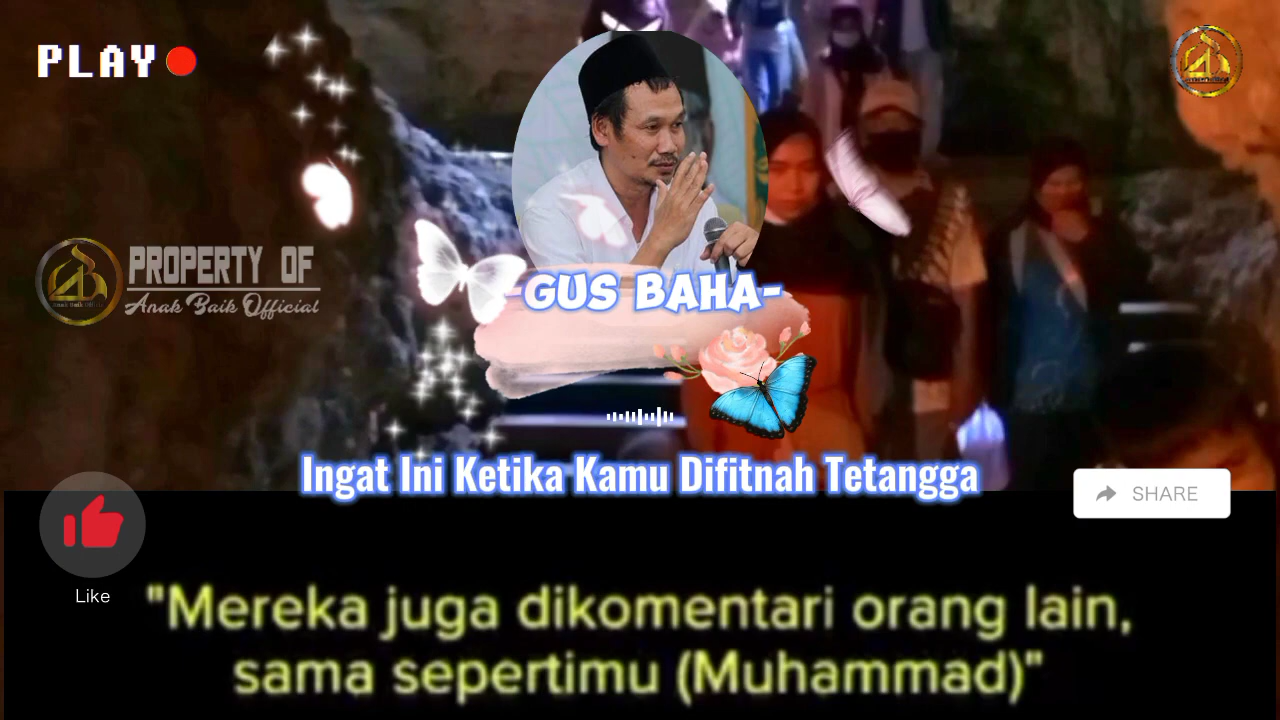 PLAY
PROPERTY OF
Anak Baik Official
-GUS BAHA-
Ingat Ini Ketika Kamu Difitnah Tetangga
SHARE
Like
"Mereka juga dikomentari orang lain,
sama sepertimu (Muhammad)"